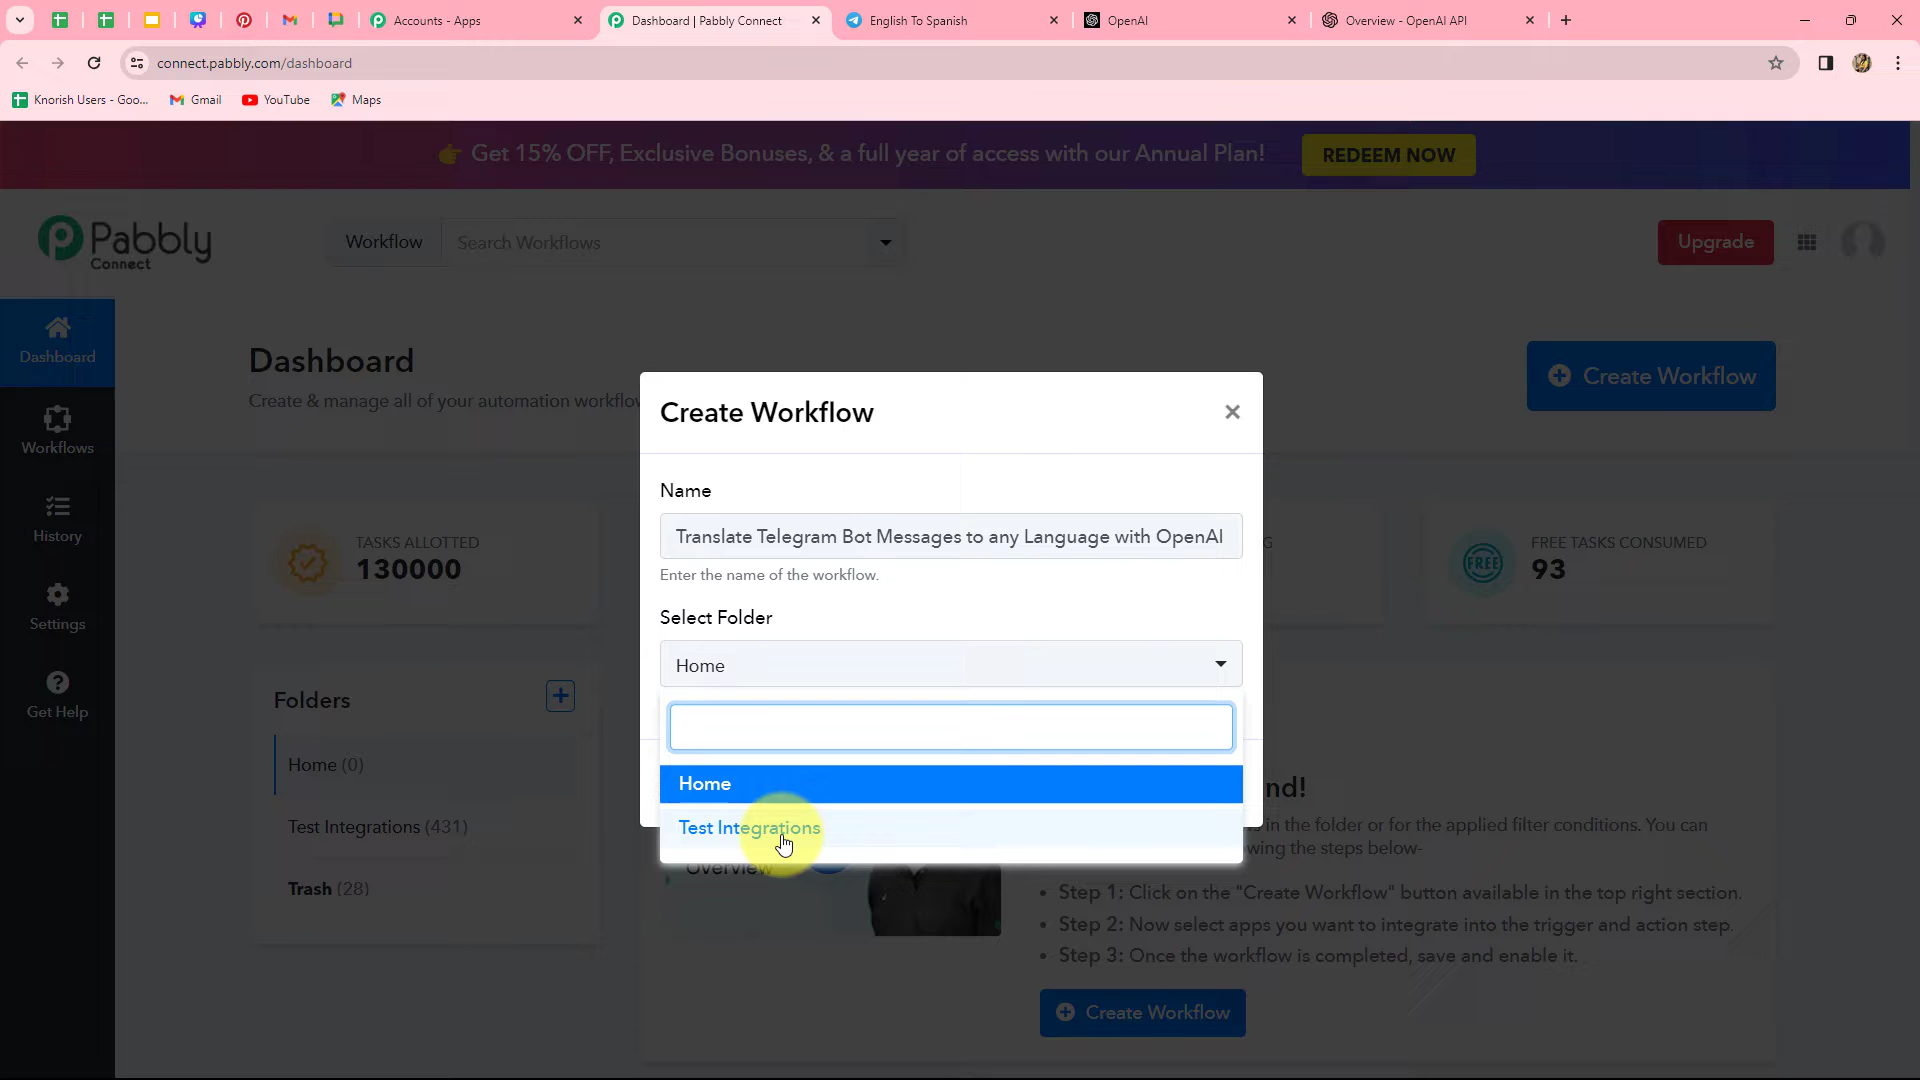 Accounts - Apps
Dashboard | Pabbly Connect
English To Spanish
OpenAI
Overview - OpenAI API
connect.pabbly.com/dashboard
Knorish Users - Goo...
Gmail
YouTube
Maps
👉 Get 15% OFF, Exclusive Bonuses, & a full year of access with our Annual Plan!
REDEEM NOW
Pabbly
Connect
Workflow
Search Workflows
Upgrade
Dashboard
Workflows
History
Settings
Get Help
Dashboard
Create & manage all of your automation workflow
Create Workflow
TASKS ALLOTTED
130000
G
FREE
FREE TASKS CONSUMED
93
Folders
Home (0)
Test Integrations (431)
Trash (28)
Create Workflow
Name
Translate Telegram Bot Messages to any Language with OpenAI
Enter the name of the workflow.
Select Folder
Home
Home
Test Integrations
Overview
nd!
s in the folder or for the applied filter conditions. You can
wing the steps below-
• Step 1: Click on the "Create Workflow" button available in the top right section.
• Step 2: Now select apps you want to integrate into the trigger and action step.
• Step 3: Once the workflow is completed, save and enable it.
Create Workflow